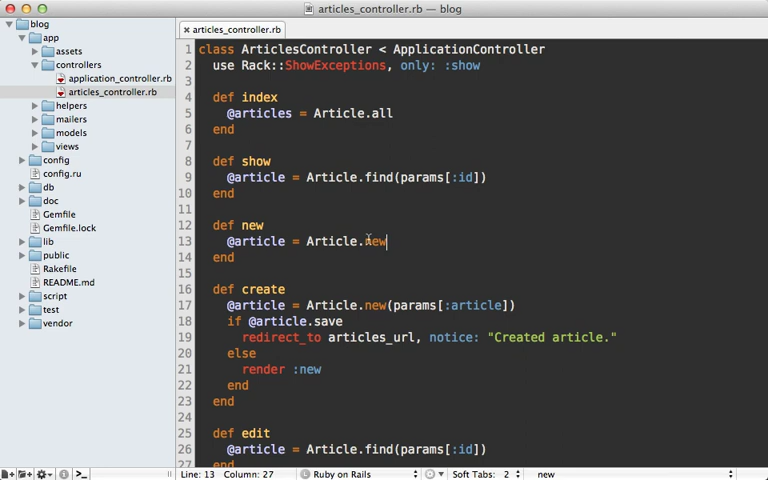 articles_controller.rb — blog
blog
app
assets
controllers
application_controller.rb
articles_controller.rb
helpers
mailers
models
views
config
config.ru
db
doc
Gemfile
Gemfile.lock
lib
public
Rakefile
README.md
script
test
vendor
× articles_controller.rb
1 class ArticlesController < ApplicationController
2   use Rack::ShowExceptions, only: :show
3
4   def index
5     @articles = Article.all
6   end
7
8   def show
9     @article = Article.find(params[:id])
10   end
11
12   def new
13     @article = Article.new
14   end
15
16   def create
17     @article = Article.new(params[:article])
18     if @article.save
19       redirect_to articles_url, notice: "Created article."
20     else
21       render :new
22     end
23   end
24
25   def edit
26     @article = Article.find(params[:id])
27   end
Line: 13 Column: 27 Ruby on Rails Soft Tabs: 2 new